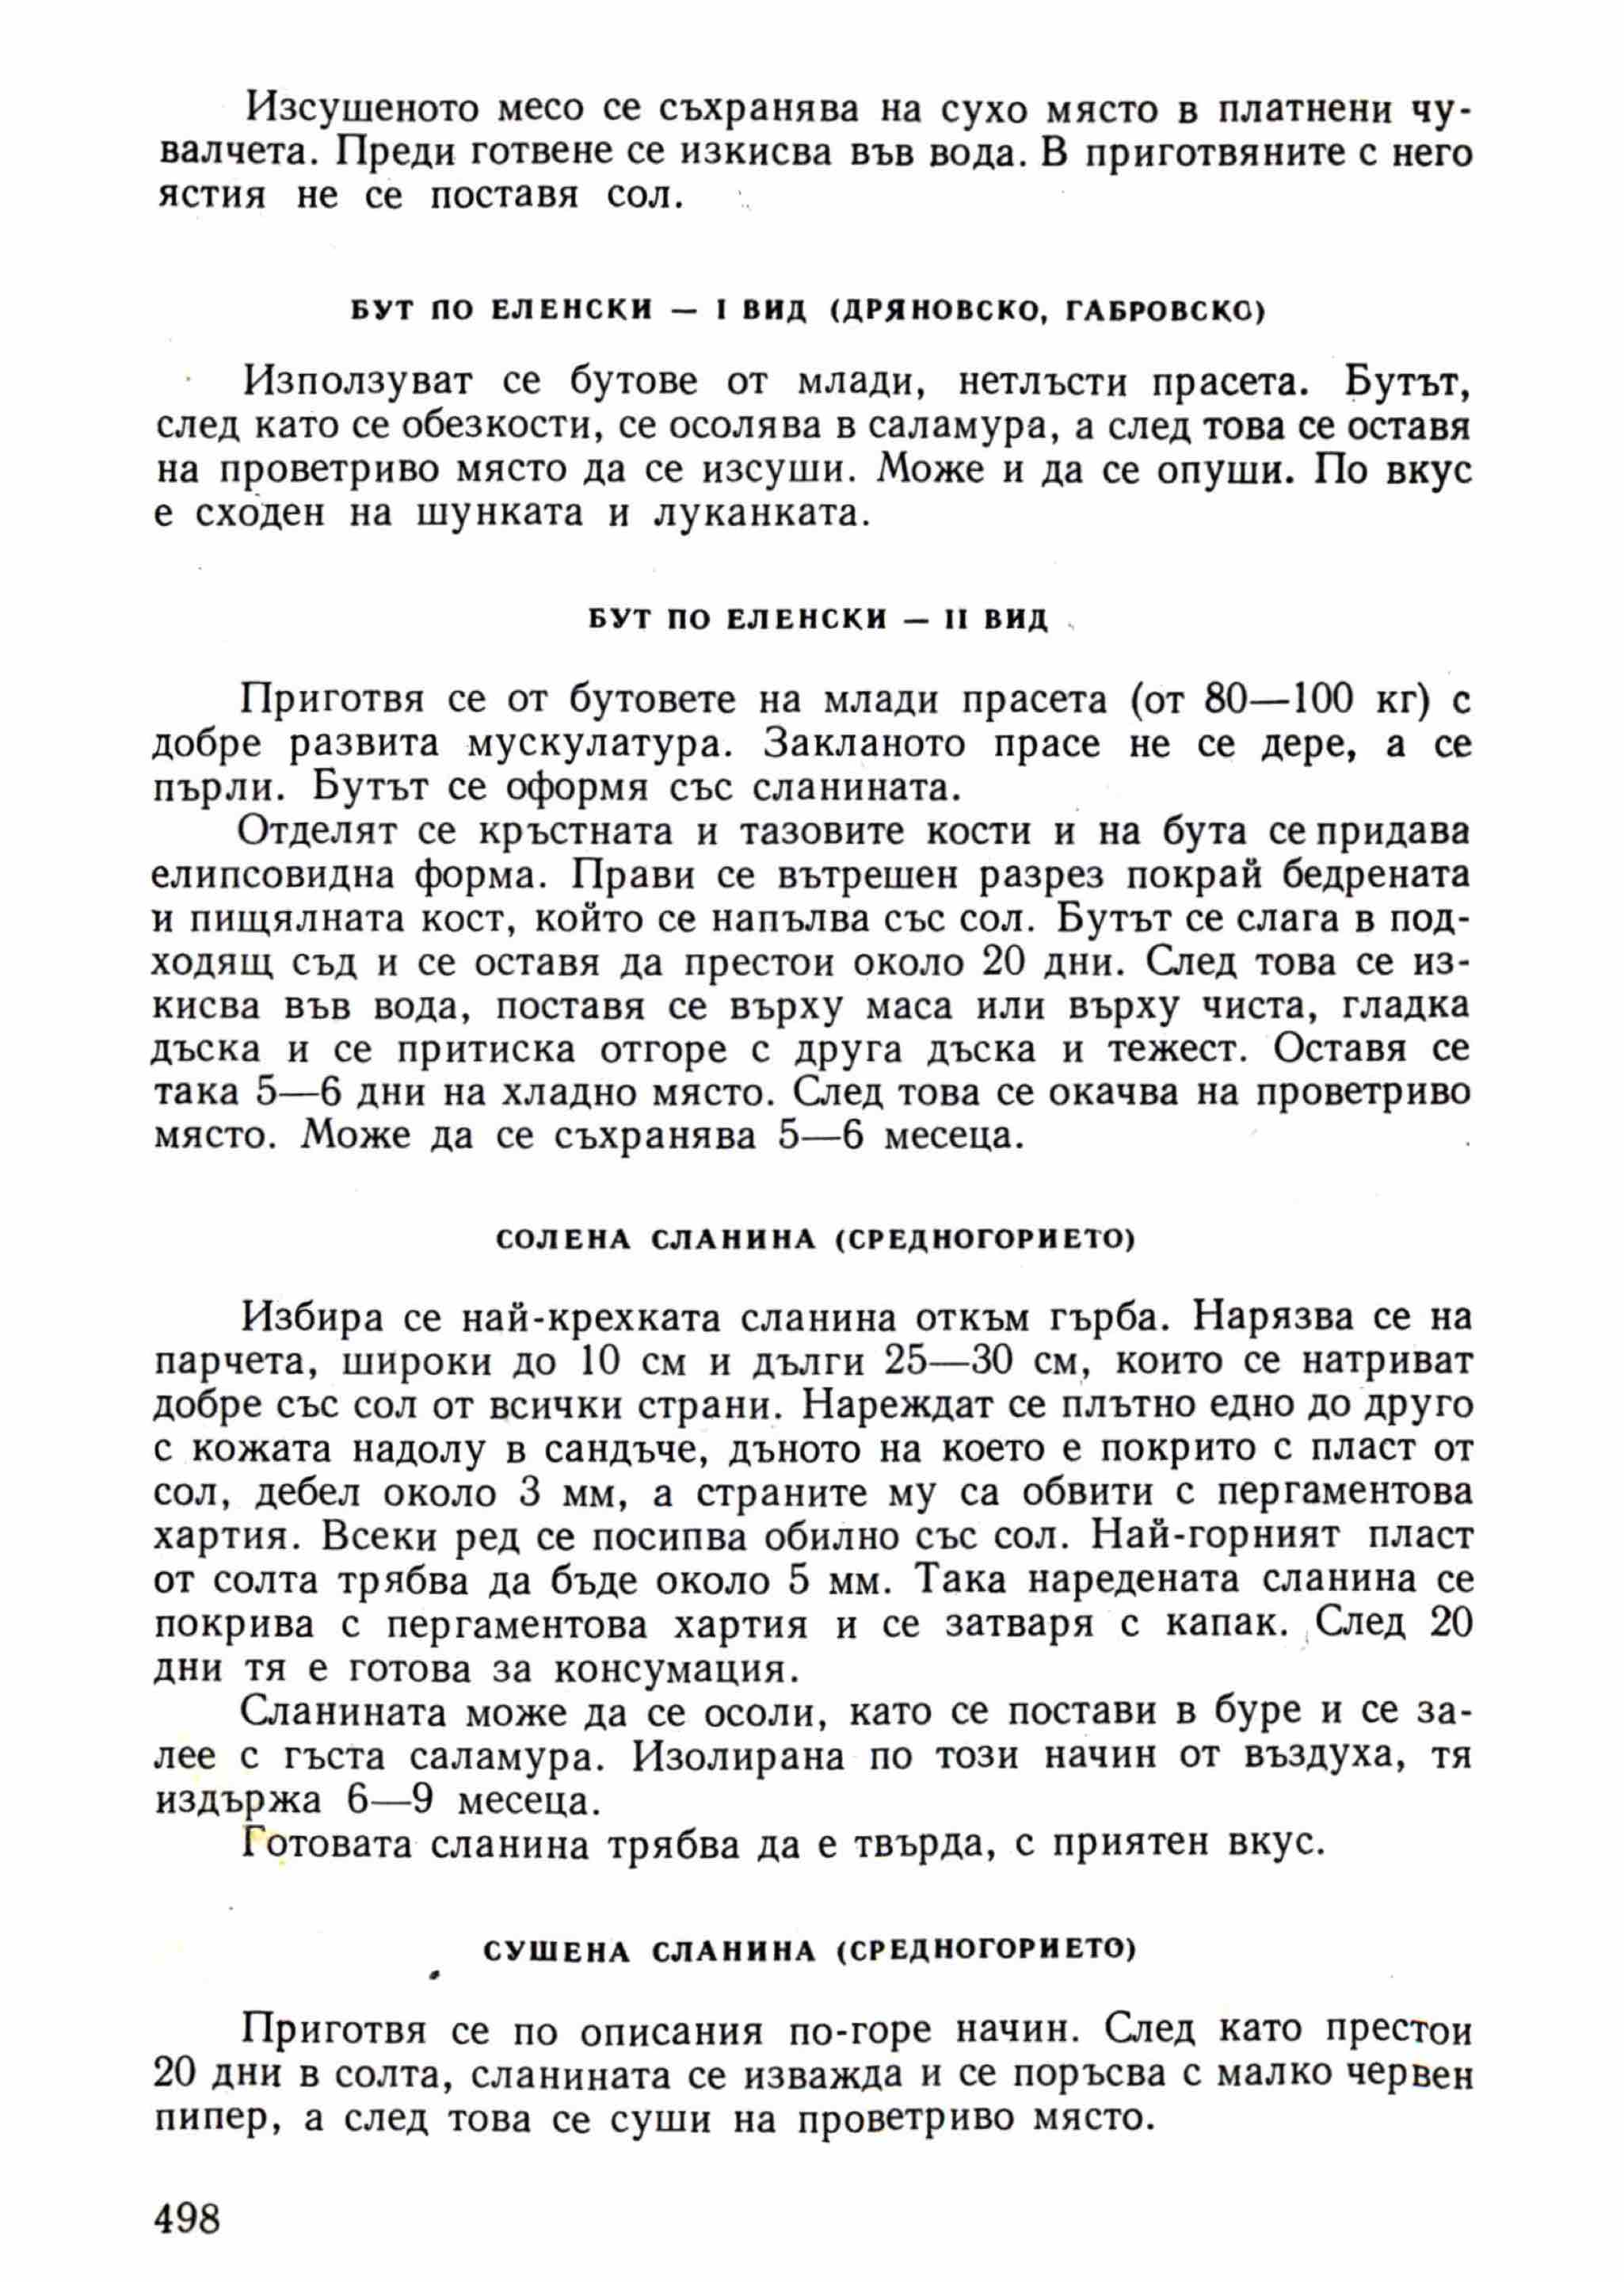 Изсушеното месо се съхранява на сухо място в платнени чу-
валчета. Преди готвене се изкисва във вода. В приготвяните с него
ястия не се поставя сол.
БУТ ПО ЕЛЕНСКИ — I ВИД (ДРЯНОВСКО, ГАБРОВСКО)
Използуват се бутове от млади, нетлъсти прасета. Бутът,
след като се обезкости, се осолява в саламура, а след това се оставя
на проветриво място да се изсуши. Може и да се опуши. По вкус
е сходен на шунката и луканката.
БУТ ПО ЕЛЕНСКИ — II ВИД
Приготвя се от бутовете на млади прасета (от 80—100 кг) с
добре развита мускулатура. Закланото прасе не се дере, а се
пърли. Бутът се оформя със сланината.
Отделят се кръстната и тазовите кости и на бута се придава
елипсовидна форма. Прави се вътрешен разрез покрай бедрената
и пищялната кост, който се напълва със сол. Бутът се слага в под-
ходящ съд и се оставя да престои около 20 дни. След това се из-
кисва във вода, поставя се върху маса или върху чиста, гладка
дъска и се притиска отгоре с друга дъска и тежест. Оставя се
така 5—6 дни на хладно място. След това се окачва на проветриво
място. Може да се съхранява 5—6 месеца.
СОЛЕНА СЛАНИНА (СРЕДНОГОРИЕТО)
Избира се най-крехката сланина откъм гърба. Нарязва се на
парчета, широки до 10 см и дълги 25—30 см, които се натриват
добре със сол от всички страни. Нареждат се плътно едно до друго
с кожата надолу в сандъче, дъното на което е покрито с пласт от
сол, дебел около 3 мм, а страните му са обвити с пергаментова
хартия. Всеки ред се посипва обилно със сол. Най-горният пласт
от солта трябва да бъде около 5 мм. Така наредената сланина се
покрива с пергаментова хартия и се затваря с капак. След 20
дни тя е готова за консумация.
Сланината може да се осоли, като се постави в буре и се за-
лее с гъста саламура. Изолирана по този начин от въздуха, тя
издържа 6—9 месеца.
Готовата сланина трябва да е твърда, с приятен вкус.
СУШЕНА СЛАНИНА (СРЕДНОГОРИЕТО)
Приготвя се по описания по-горе начин. След като престои
20 дни в солта, сланината се изважда и се поръсва с малко червен
пипер, а след това се суши на проветриво място.
498